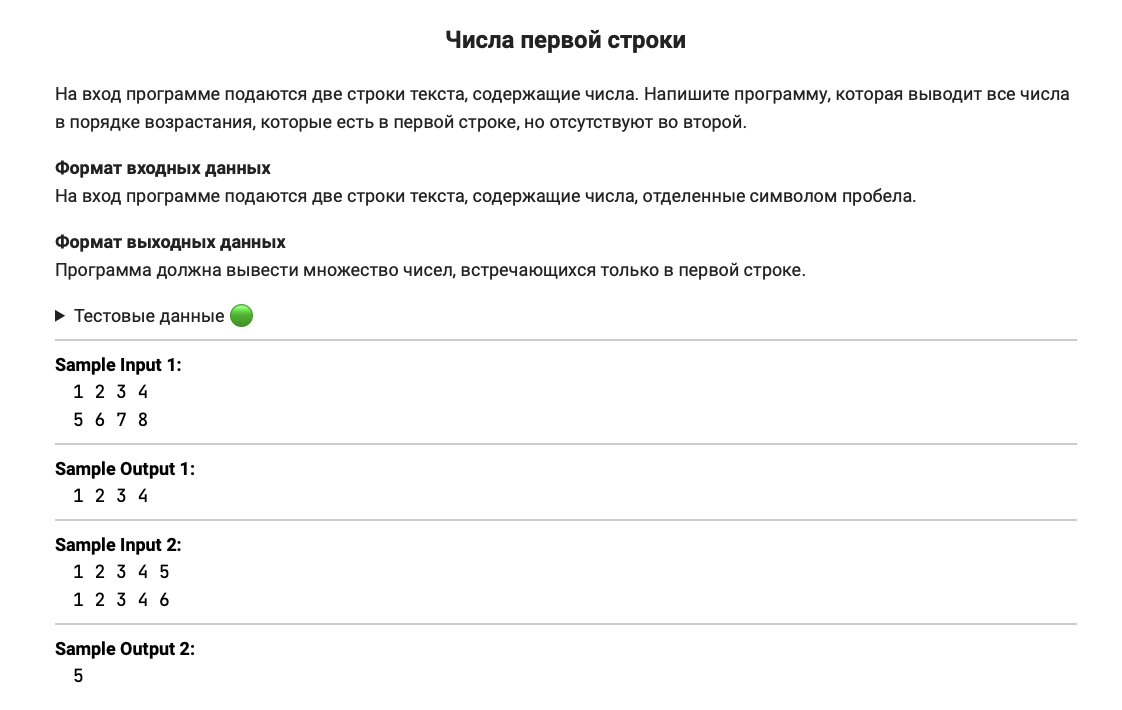 Числа первой строки
На вход программе подаются две строки текста, содержащие числа. Напишите программу, которая выводит все числа
в порядке возрастания, которые есть в первой строке, но отсутствуют во второй.
Формат входных данных
На вход программе подаются две строки текста, содержащие числа, отделенные символом пробела.
Формат выходных данных
Программа должна вывести множество чисел, встречающихся только в первой строке.
Тестовые данные
Sample Input 1:
1 2 3 4
5 6 7 8
Sample Output 1:
1 2 3 4
Sample Input 2:
1 2 3 4 5
1 2 3 4 6
Sample Output 2:
5